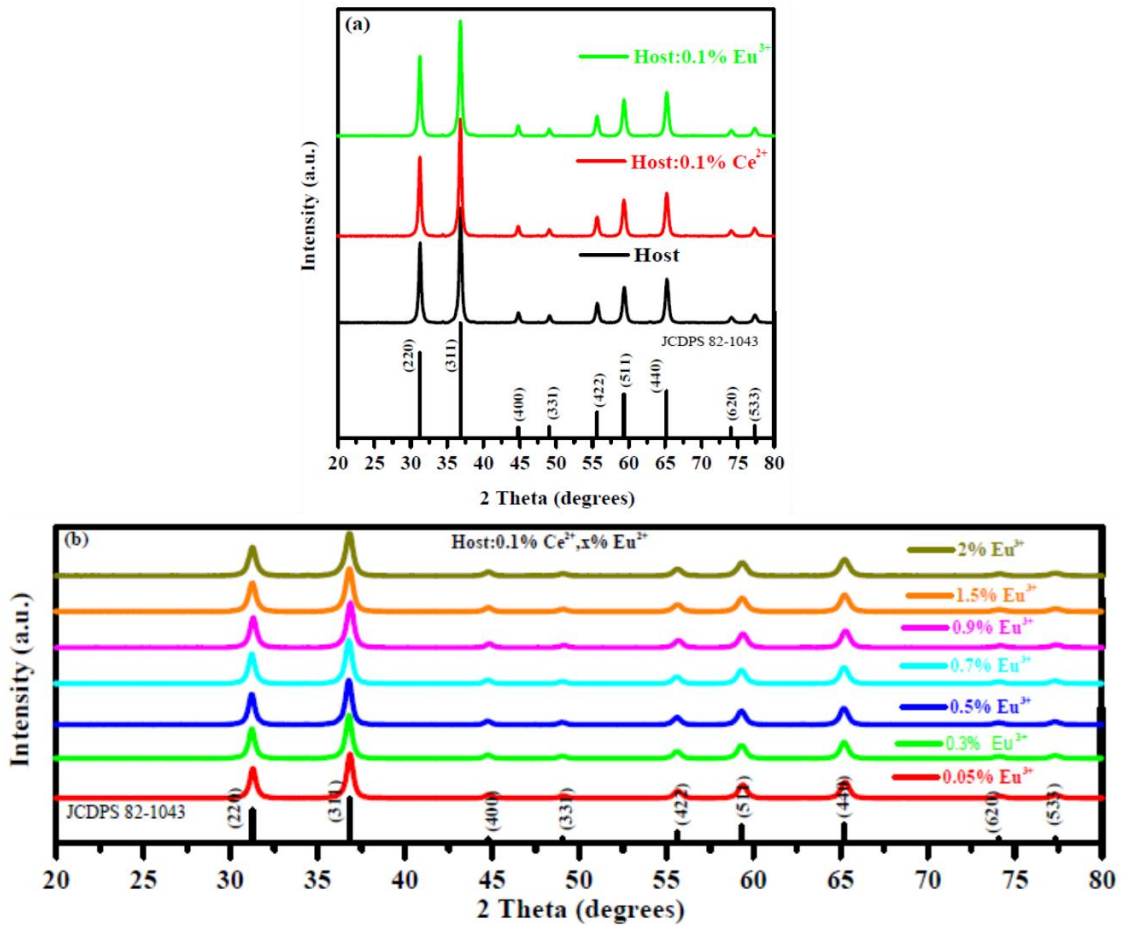 (a)
Host:0.1% Eu³⁺
Host:0.1% Ce²⁺
Host
JCDPS 82-1043
Intensity (a.u.)
(220)
(311)
(400)
(331)
(422)
(511)
(440)
(620)
(533)
20 25 30 35 40 45 50 55 60 65 70 75 80
2 Theta (degrees)
(b)
Host:0.1% Ce²⁺,x% Eu²⁺
2% Eu³⁺
1.5% Eu³⁺
0.9% Eu³⁺
0.7% Eu³⁺
0.5% Eu³⁺
0.3% Eu³⁺
0.05% Eu³⁺
Intensity (a.u.)
JCDPS 82-1043
(220)
(311)
(400)
(331)
(422)
(511)
(440)
(620)
(533)
20 25 30 35 40 45 50 55 60 65 70 75 80
2 Theta (degrees)